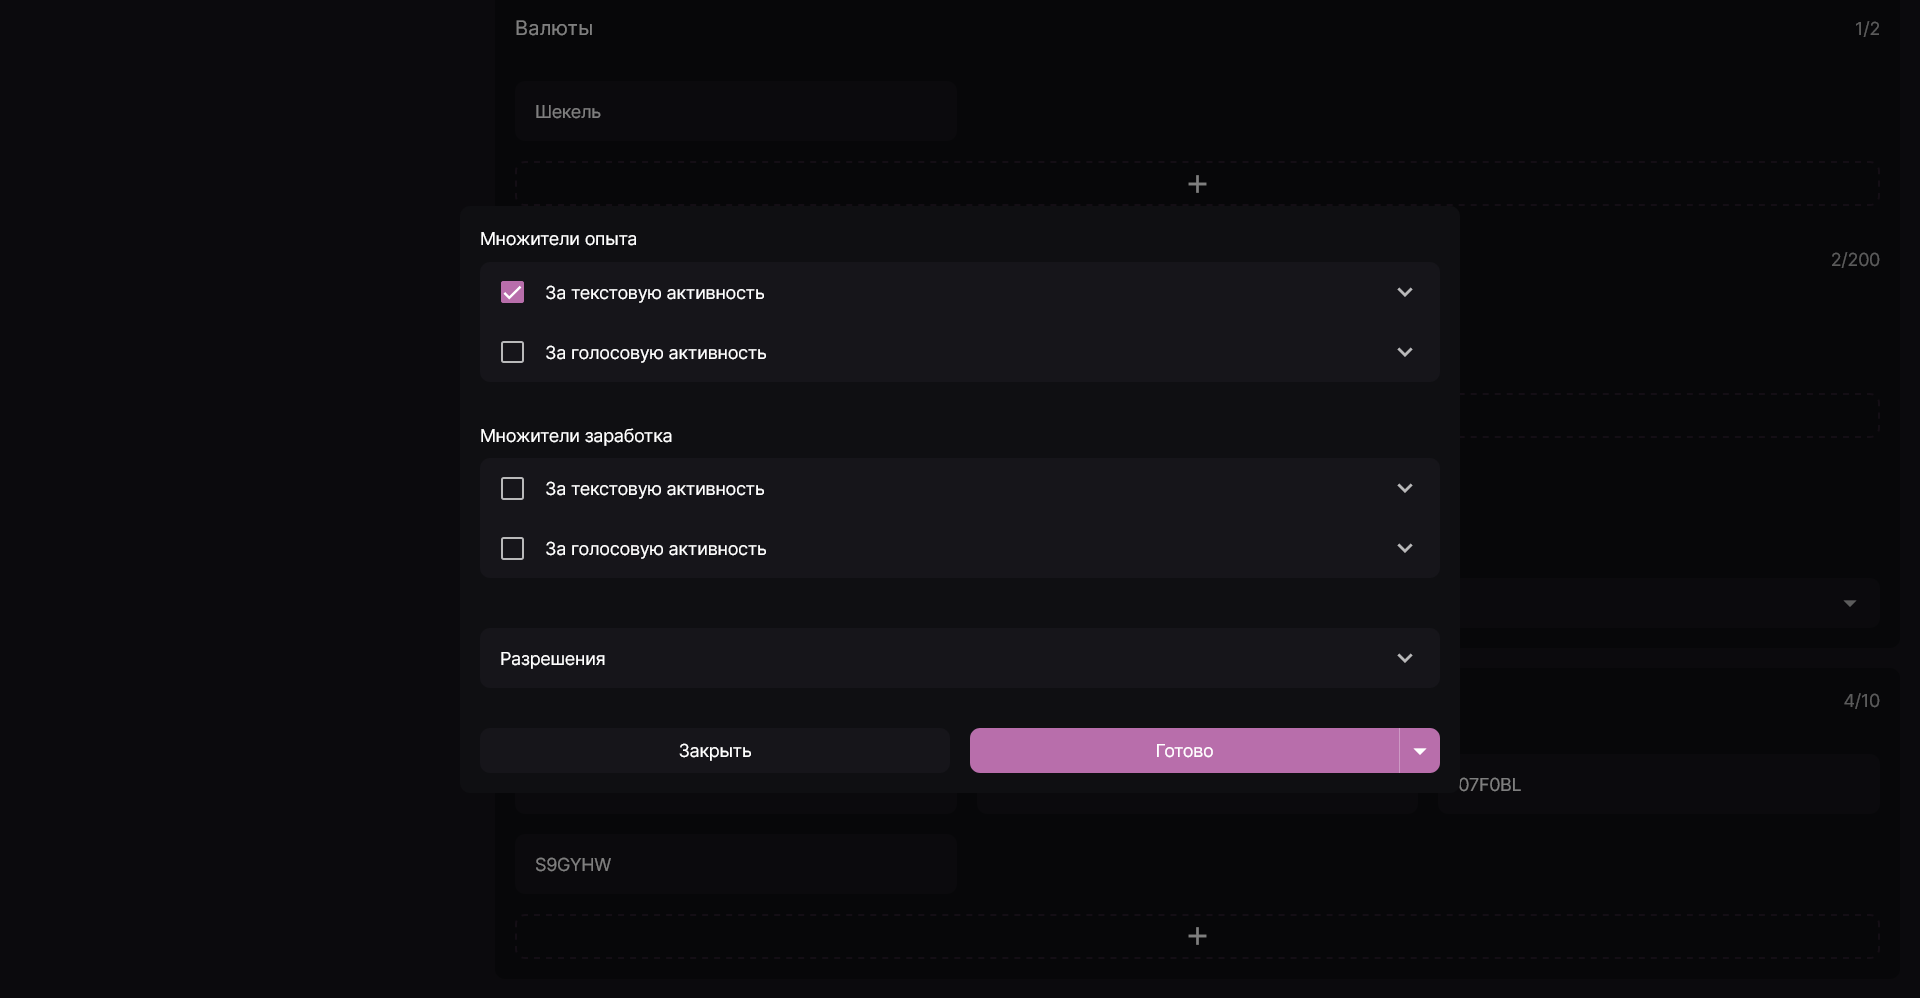 Валюты
1/2
Шекель
Множители опыта
2/200
За текстовую активность
За голосовую активность
Множители заработка
За текстовую активность
За голосовую активность
Разрешения
4/10
Закрыть
Готово
07F0BL
S9GYHW